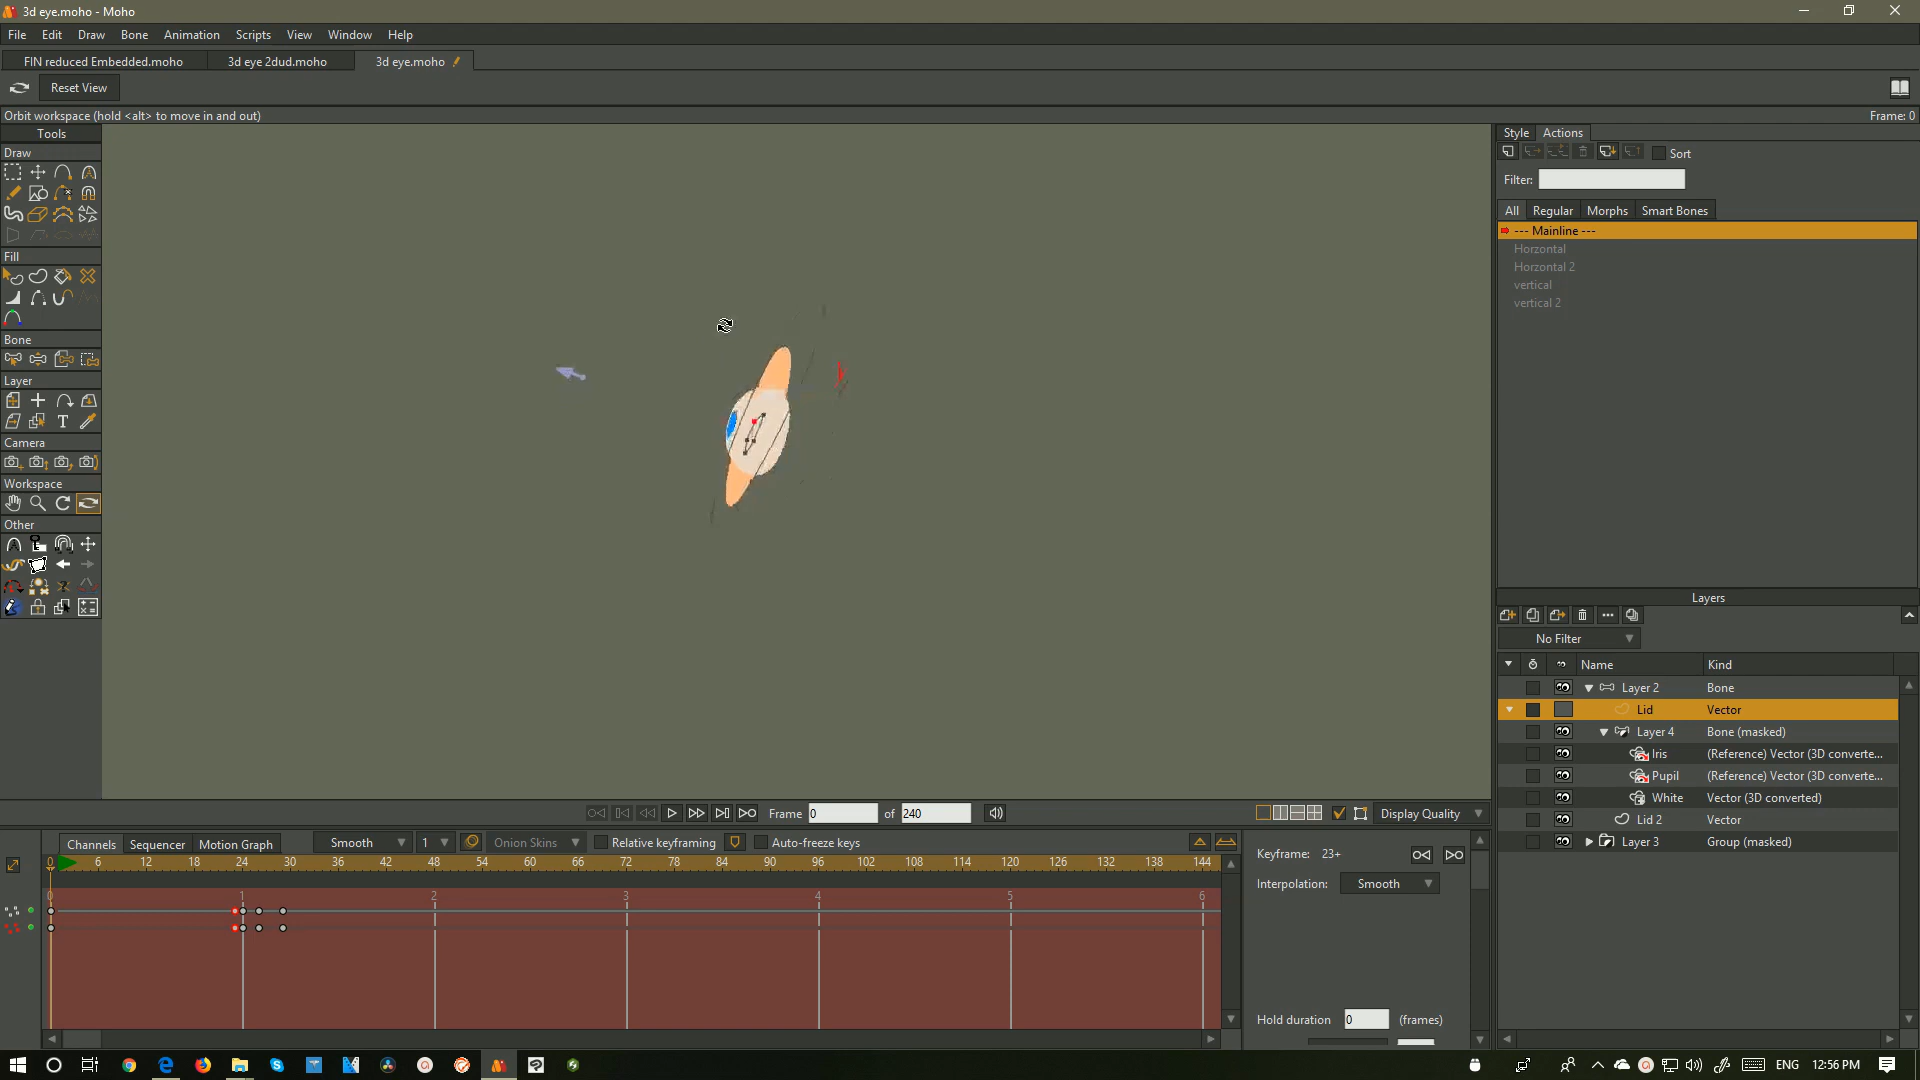 3d eye.moho - Moho
File Edit Draw Bone Animation Scripts View Window Help
FIN reduced Embedded.moho 3d eye 2dud.moho 3d eye.moho
Reset View
Orbit workspace (hold <alt> to move in and out) Frame: 0
Tools
Draw
Fill
Bone
Layer
Camera
Workspace
Other
Style Actions
Sort
Filter:
All Regular Morphs Smart Bones
--- Mainline ---
Horzontal
Horzontal 2
vertical
vertical 2
Layers
No Filter
Name Kind
Layer 2 Bone
Lid Vector
Layer 4 Bone (masked)
Iris (Reference) Vector (3D converte...
Pupil (Reference) Vector (3D converte...
White Vector (3D converted)
Lid 2 Vector
Layer 3 Group (masked)
Frame 0 of 240 Display Quality
Channels Sequencer Motion Graph Smooth 1 Onion Skins Relative keyframing Auto-freeze keys
0 6 12 18 24 30 36 42 48 54 60 66 72 78 84 90 96 102 108 114 120 126 132 138 144
0 1 2 3 4 5 6
Keyframe: 23+
Interpolation: Smooth
Hold duration 0 (frames)
ENG 12:56 PM